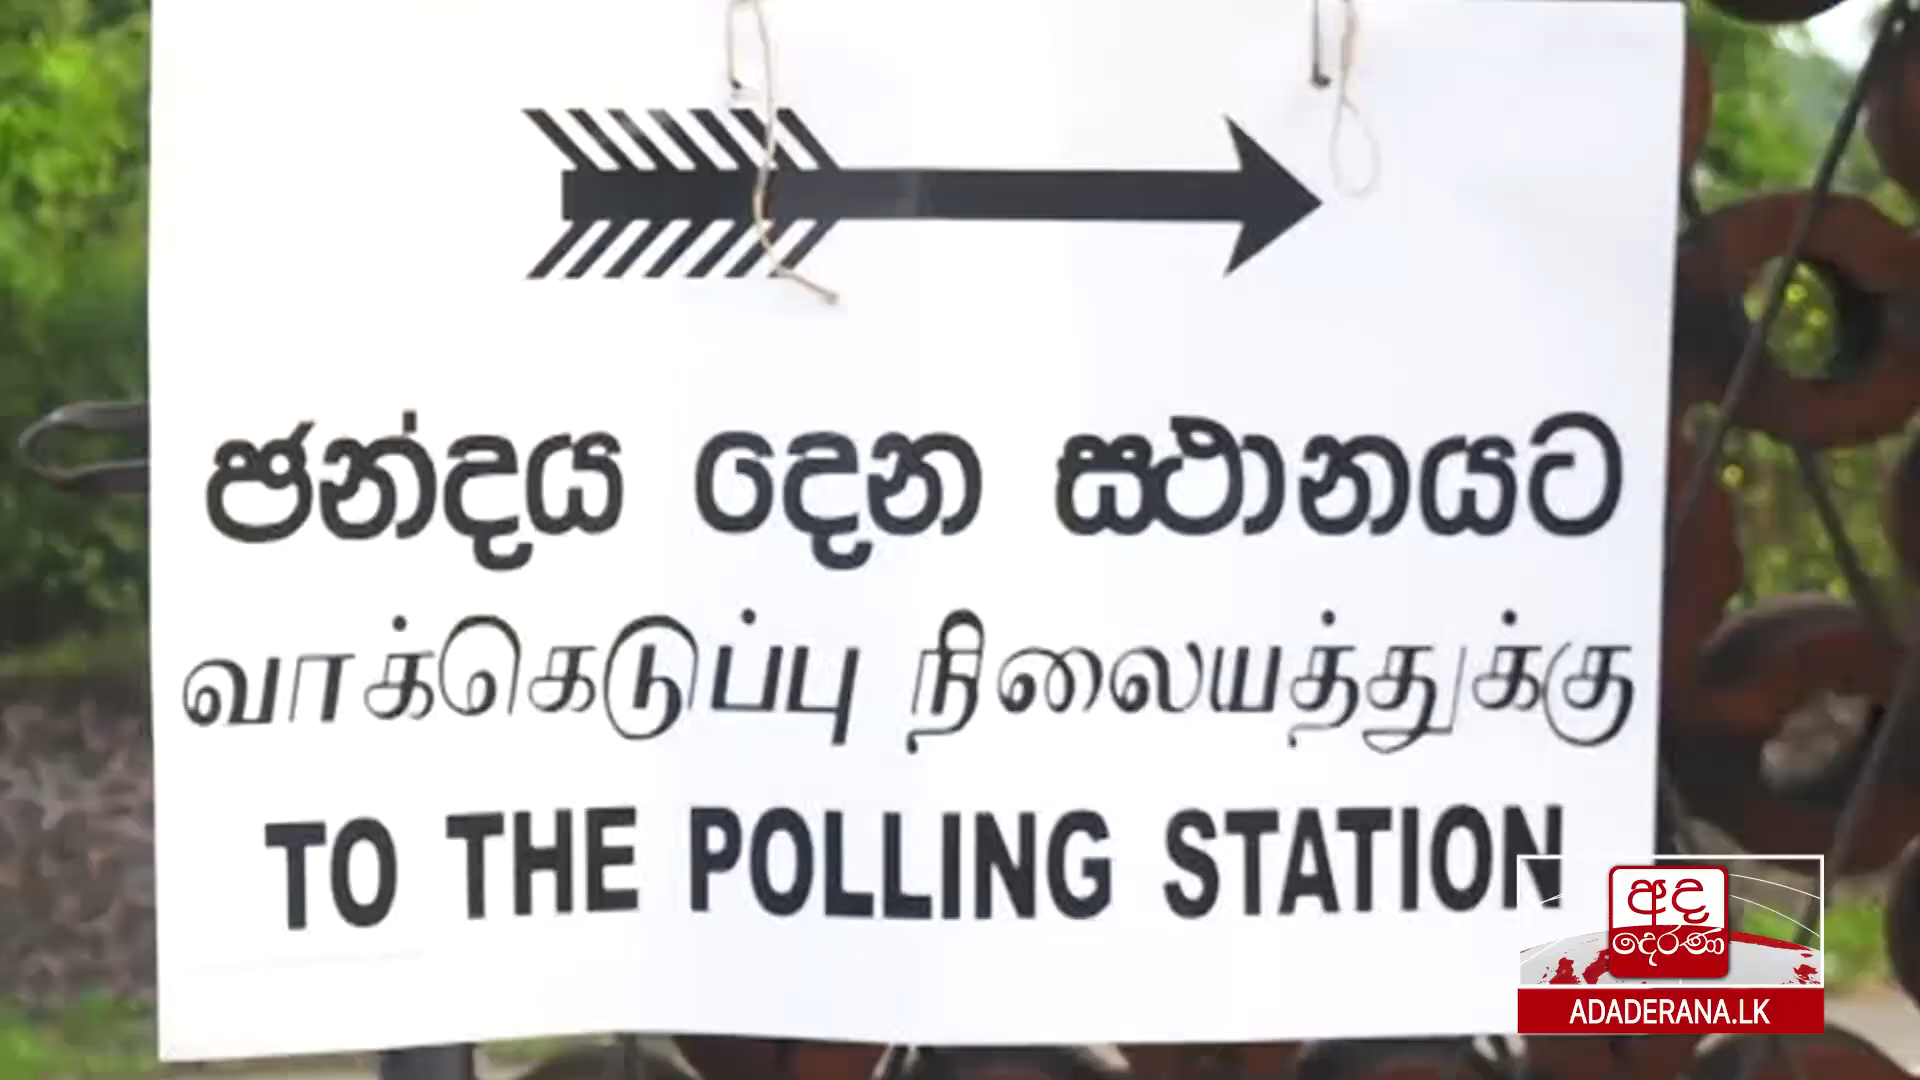 ඡන්දය දෙන ස්ථානයට
வாக்கெடுப்பு நிலையத்துக்கு
TO THE POLLING STATION
අද
දෙරණ
ADADERANA.LK